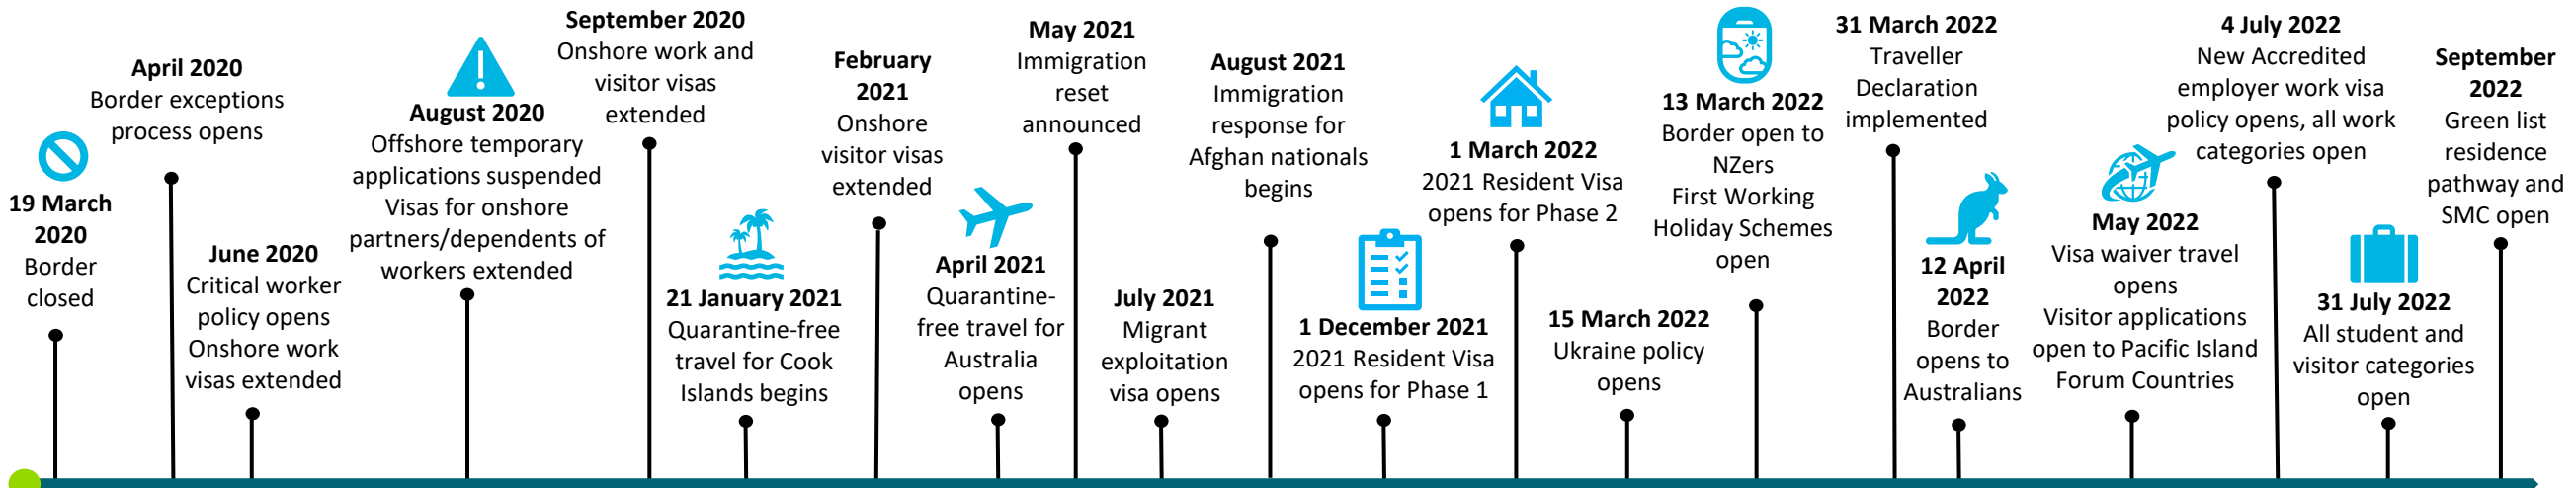 19 March
2020
Border
closed
April 2020
Border exceptions
process opens
June 2020
Critical worker
policy opens
Onshore work
visas extended
August 2020
Offshore temporary
applications suspended
Visas for onshore
partners/dependents of
workers extended
September 2020
Onshore work and
visitor visas
extended
21 January 2021
Quarantine-free
travel for Cook
Islands begins
February
2021
Onshore
visitor visas
extended
April 2021
Quarantine-
free travel for
Australia
opens
May 2021
Immigration
reset
announced
July 2021
Migrant
exploitation
visa opens
August 2021
Immigration
response for
Afghan nationals
begins
1 December 2021
2021 Resident Visa
opens for Phase 1
1 March 2022
2021 Resident Visa
opens for Phase 2
15 March 2022
Ukraine policy
opens
13 March 2022
Border open to
NZers
First Working
Holiday Schemes
open
31 March 2022
Traveller
Declaration
implemented
12 April
2022
Border
opens to
Australians
May 2022
Visa waiver travel
opens
Visitor applications
open to Pacific Island
Forum Countries
4 July 2022
New Accredited
employer work visa
policy opens, all work
categories open
31 July 2022
All student and
visitor categories
open
September
2022
Green list
residence
pathway and
SMC open